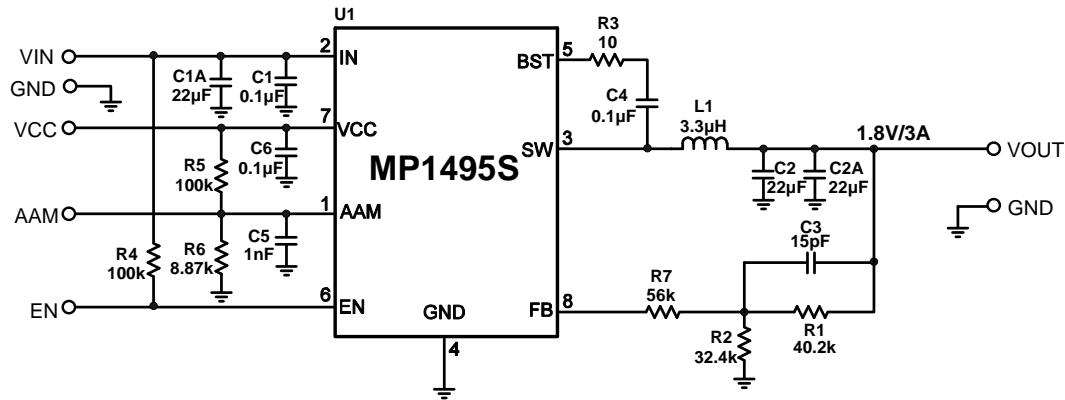 U1
VIN
GND
VCC
AAM
EN
C1A
22µF
C1
0.1µF
R5
100k
C6
0.1µF
R4
100k
R6
8.87k
C5
1nF
2
IN
7
VCC
1
AAM
6
EN
MP1495S
GND
4
BST
5
SW
3
FB
8
R3
10
C4
0.1µF
L1
3.3µH
1.8V/3A
VOUT
C2
22µF
C2A
22µF
GND
C3
15pF
R7
56k
R2
32.4k
R1
40.2k